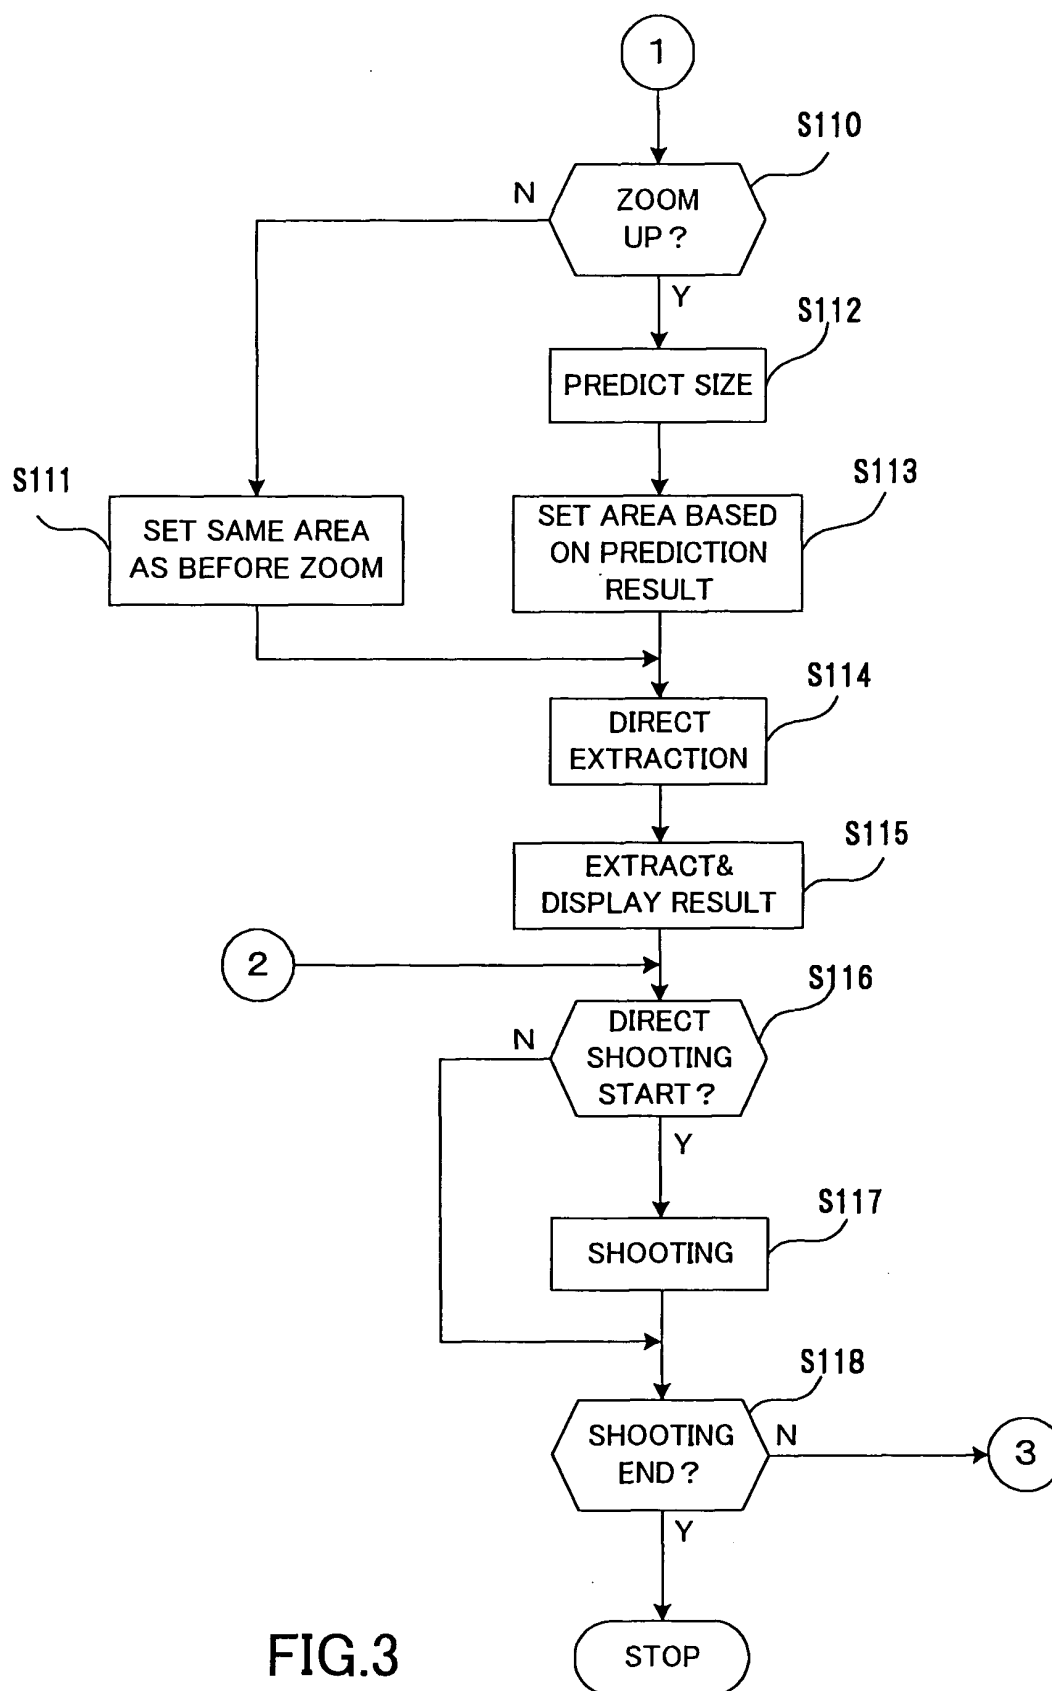 1
S110
N
ZOOM
UP?
Y
S112
PREDICT SIZE
S111
SET SAME AREA
AS BEFORE ZOOM
S113
SET AREA BASED
ON PREDICTION
RESULT
S114
DIRECT
EXTRACTION
S115
EXTRACT&
DISPLAY RESULT
2
S116
N
DIRECT
SHOOTING
START?
Y
S117
SHOOTING
S118
SHOOTING
END?
N
3
Y
STOP
FIG.3